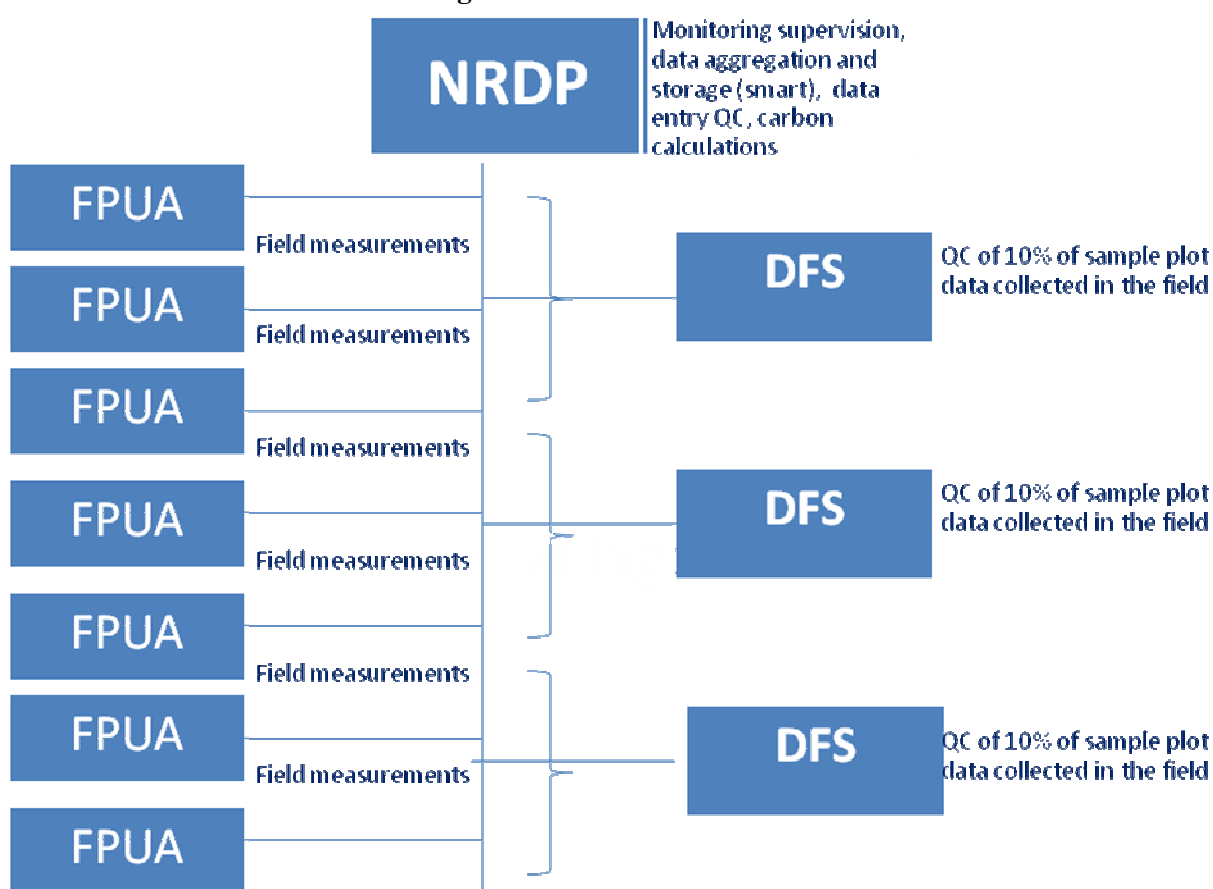 NRDP
Monitoring supervision,
data aggregation and
storage (smart), data
entry QC, carbon
calculations
FPUA
Field measurements
FPUA
Field measurements
FPUA
Field measurements
FPUA
Field measurements
FPUA
Field measurements
FPUA
Field measurements
FPUA
DFS
QC of 10% of sample plot
data collected in the field
DFS
QC of 10% of sample plot
data collected in the field
DFS
QC of 10% of sample plot
data collected in the field